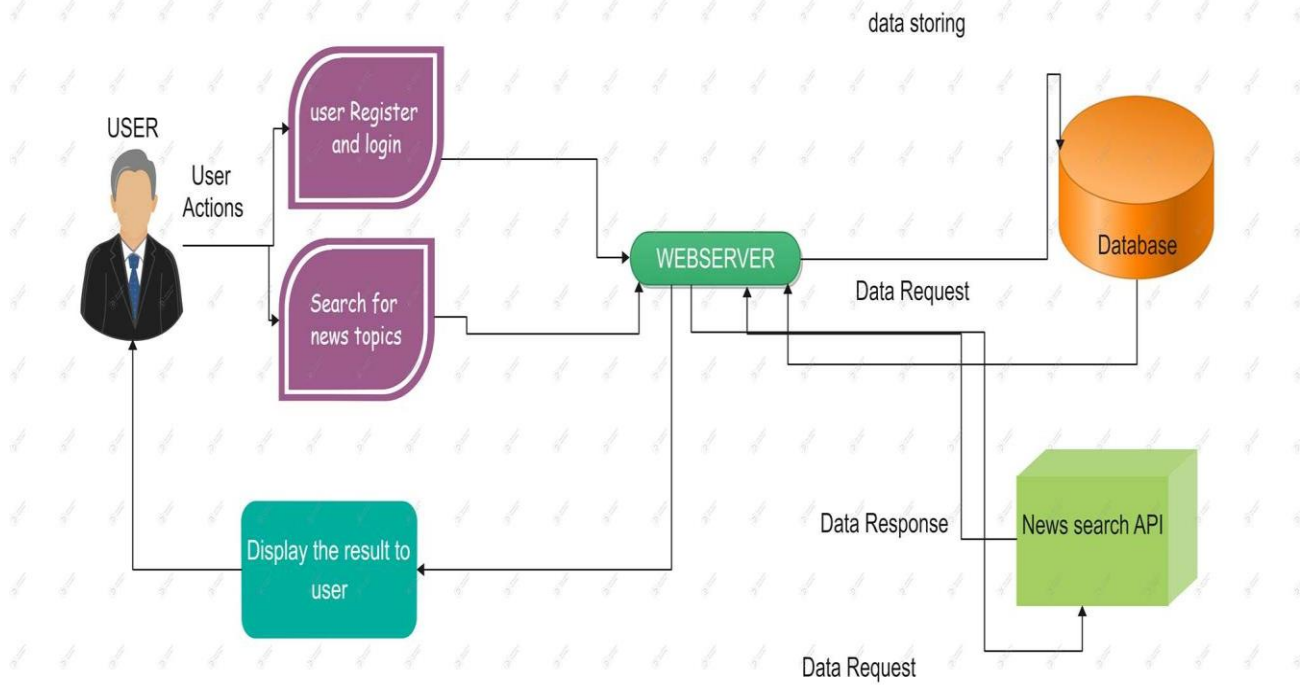 data storing
USER
User
Actions
user Register
and login
Search for
news topics
WEBSERVER
Data Request
Database
Display the result to
user
Data Response
News search API
Data Request